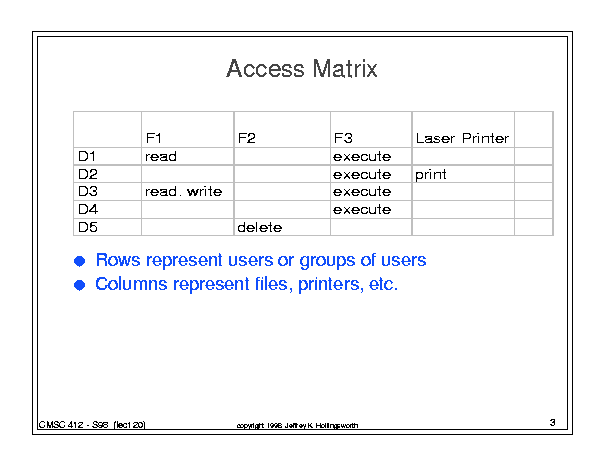 Access Matrix
F1 F2 F3 Laser Printer
D1 read execute
D2 execute print
D3 read, write execute
D4 execute
D5 delete
Rows represent users or groups of users
Columns represent files, printers, etc.
CMSC 412 - S98 (lect 20) copyright 1998 Jeffrey K. Hollingsworth 3